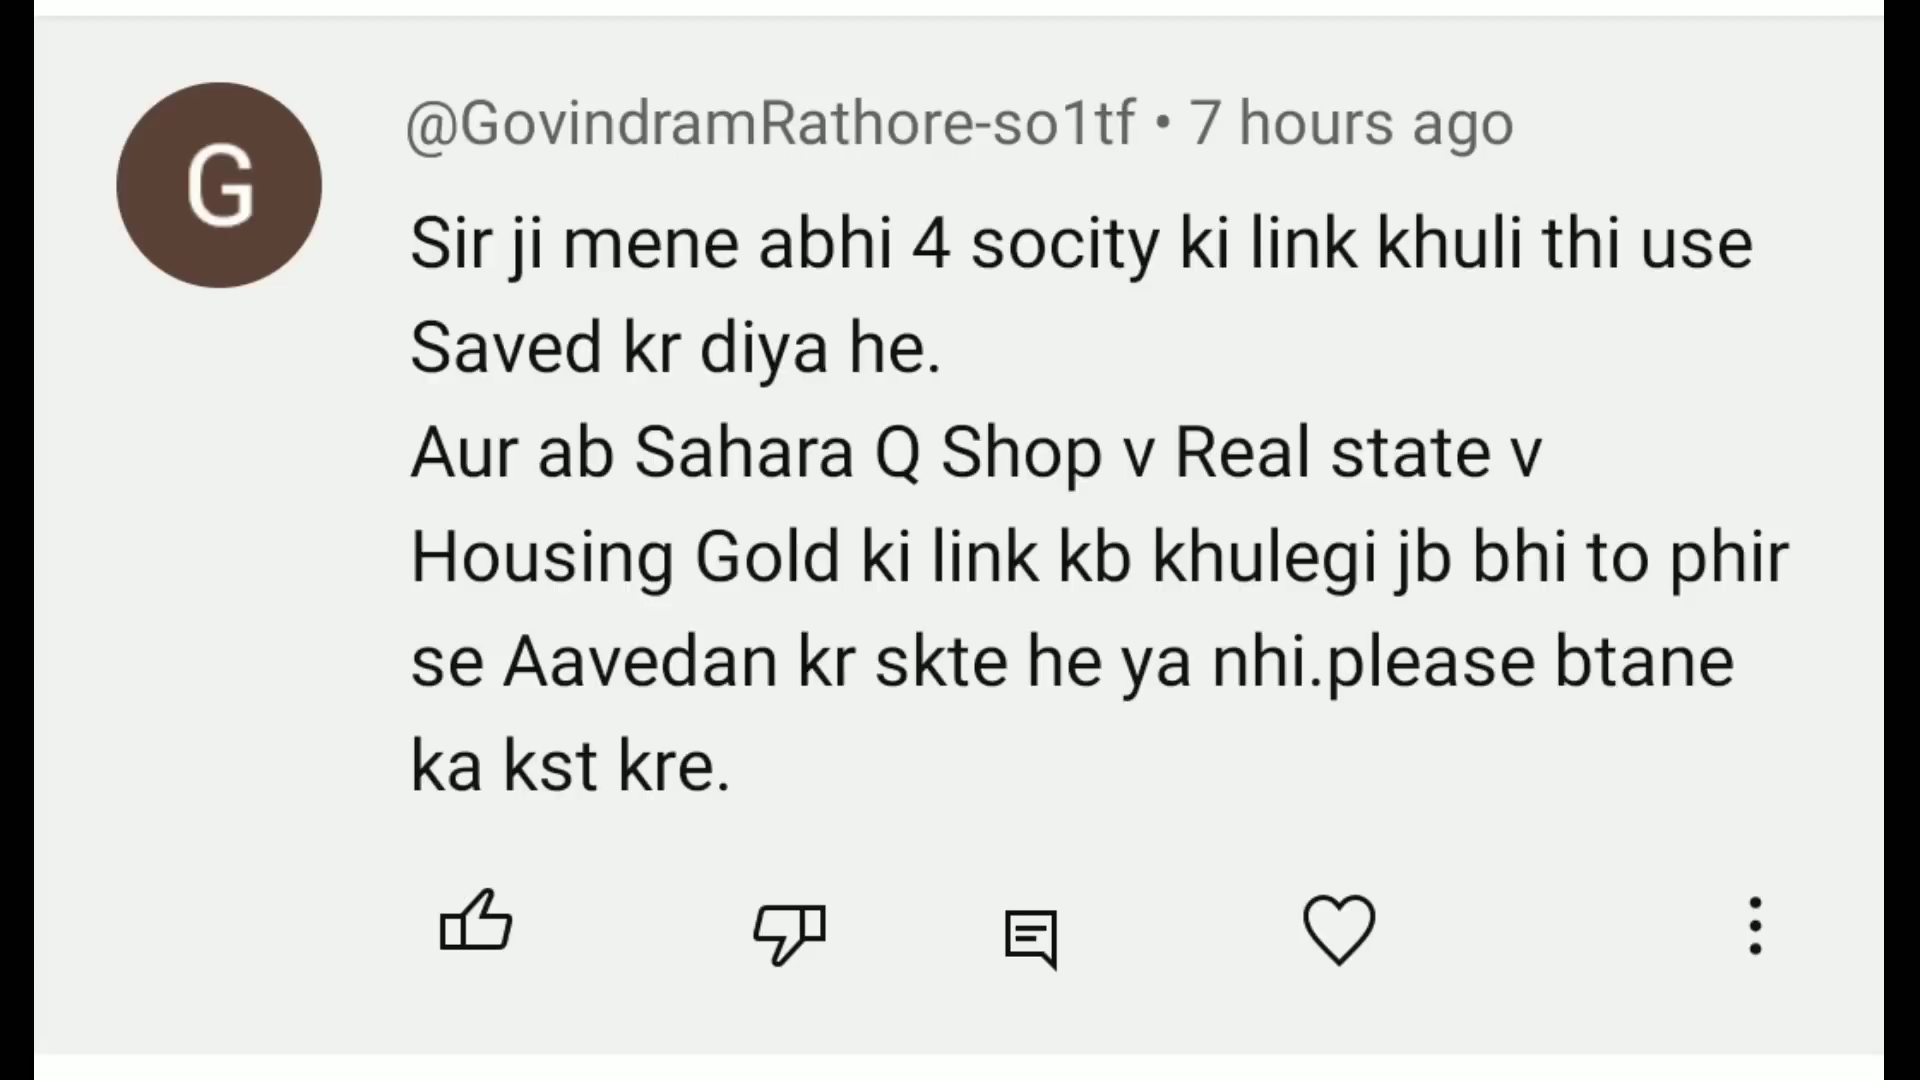 G
@GovindramRathore-so1tf • 7 hours ago
Sir ji mene abhi 4 socity ki link khuli thi use
Saved kr diya he.
Aur ab Sahara Q Shop v Real state v
Housing Gold ki link kb khulegi jb bhi to phir
se Aavedan kr skte he ya nhi.please btane
ka kst kre.